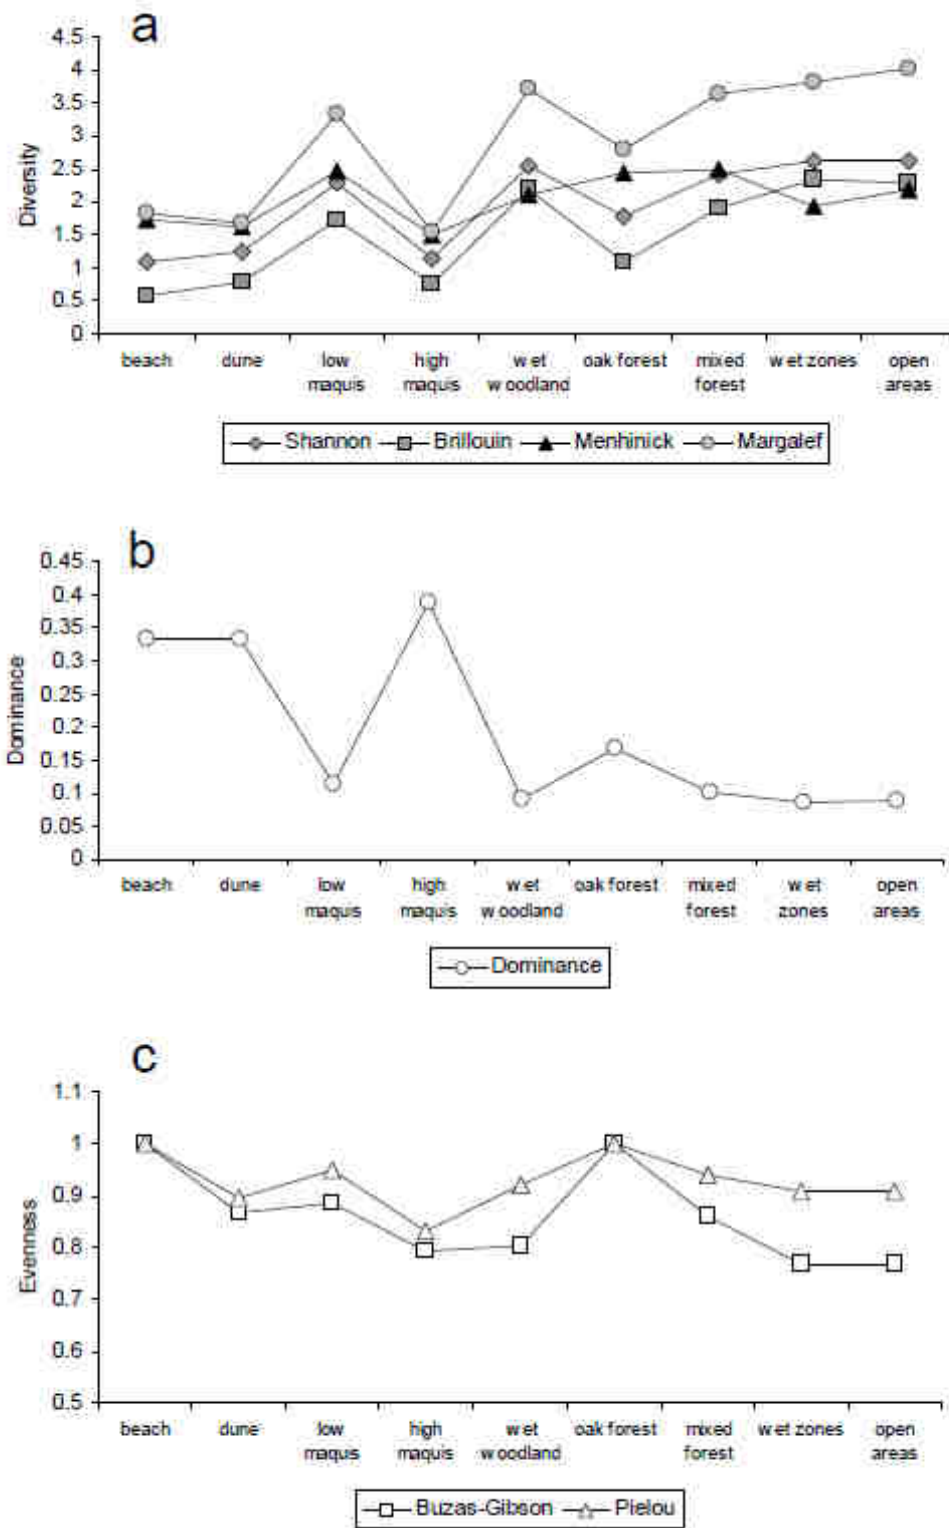 a
4.5
4
3.5
3
2.5
2
1.5
1
0.5
0
Diversity
beach dune low maquis high maquis wet woodland oak forest mixed forest wet zones open areas
Shannon Brillouin Menhinick Margalef
b
0.45
0.4
0.35
0.3
0.25
0.2
0.15
0.1
0.05
0
Dominance
beach dune low maquis high maquis wet woodland oak forest mixed forest wet zones open areas
Dominance
c
1.1
1
0.9
0.8
0.7
0.6
0.5
Evenness
beach dune low maquis high maquis wet woodland oak forest mixed forest wet zones open areas
Buzas-Gibson Pielou